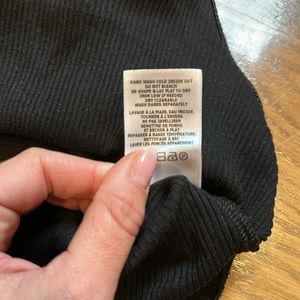 HAND WASH COLD INSIDE OUT
DO NOT BLEACH
RE-SHAPE & LAY FLAT TO DRY
IRON LOW IF NEEDED
DRY CLEANABLE
WASH DARKS SEPARATELY
LAVAGE À LA MAIN, EAU FROIDE,
TOURNER À L'ENVERS
NE PAS JAVELLISER
REMETTRE EN FORME
ET SÉCHER À PLAT
REPASSER, BASSE TEMPÉRATURE
NETTOYAGE À SEC
LAVER LES FONCÉS SÉPARÉMENT